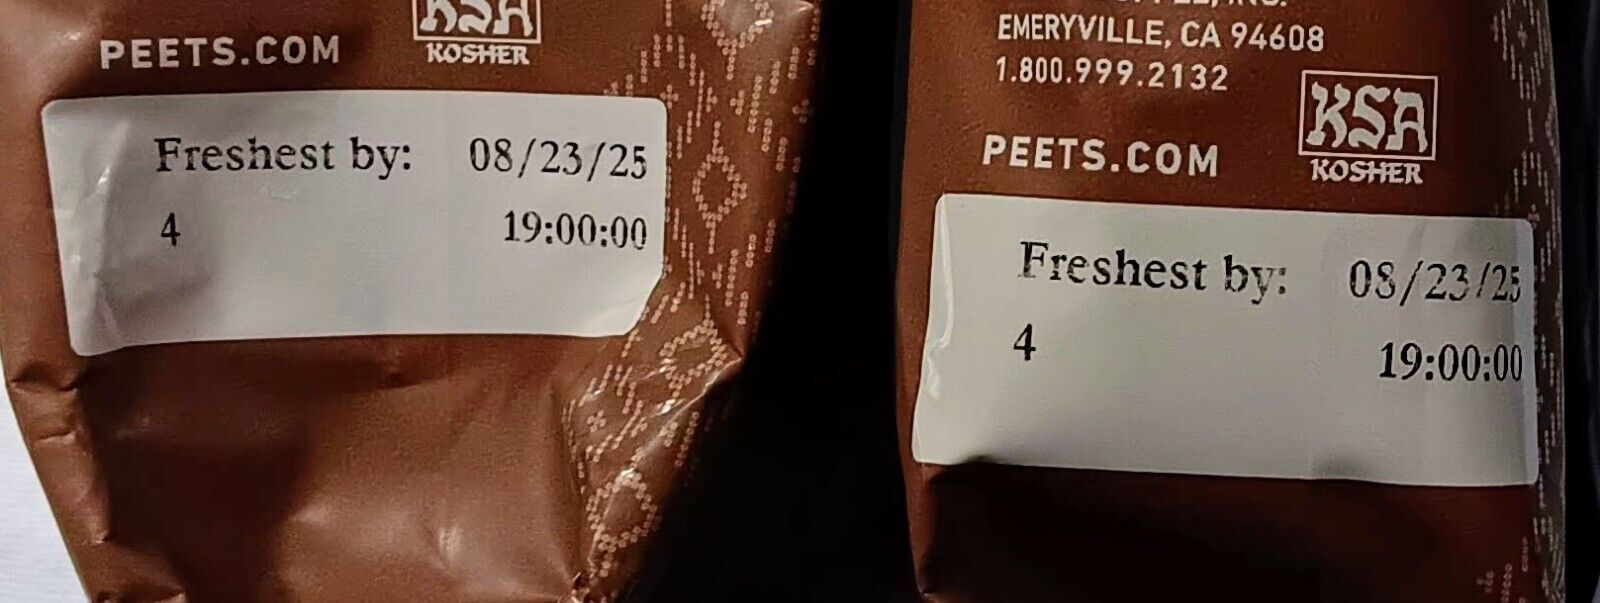 KSA
KOSHER
PEETS.COM
Freshest by: 08/23/25
4 19:00:00
INC.
EMERYVILLE, CA 94608
1.800.999.2132
KSA
KOSHER
PEETS.COM
Freshest by: 08/23/25
4 19:00:00